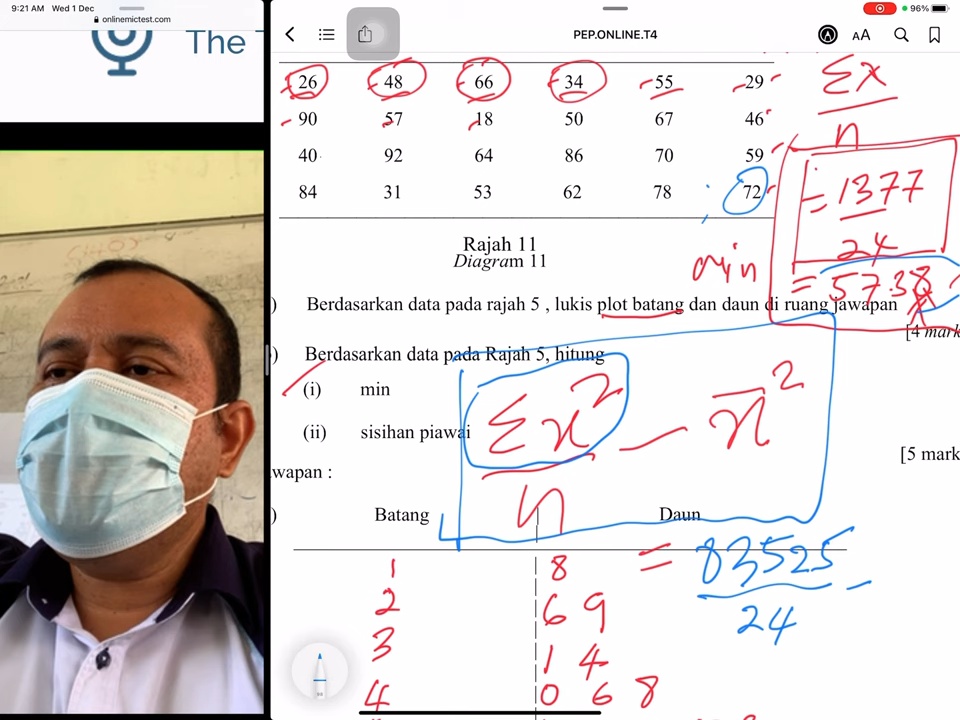 9:21 AM Wed 1 Dec
96%
onlinemictest.com
The
PEP.ONLINE.T4
AA
26 48 66 34 55 29
90 57 18 50 67 46
40 92 64 86 70 59
84 31 53 62 78 72
Σx
n
= 1377
24
min = 57.38
Rajah 11
Diagram 11
) Berdasarkan data pada rajah 5 , lukis plot batang dan daun di ruang jawapan
[4 mark
) Berdasarkan data pada Rajah 5, hitung
(i) min
(ii) sisihan piawai
[5 mark
wapan :
Σx² — x̄²
n
) Batang Daun
= 83525 –
24
1 8
2 6 9
3 1 4
4 0 6 8